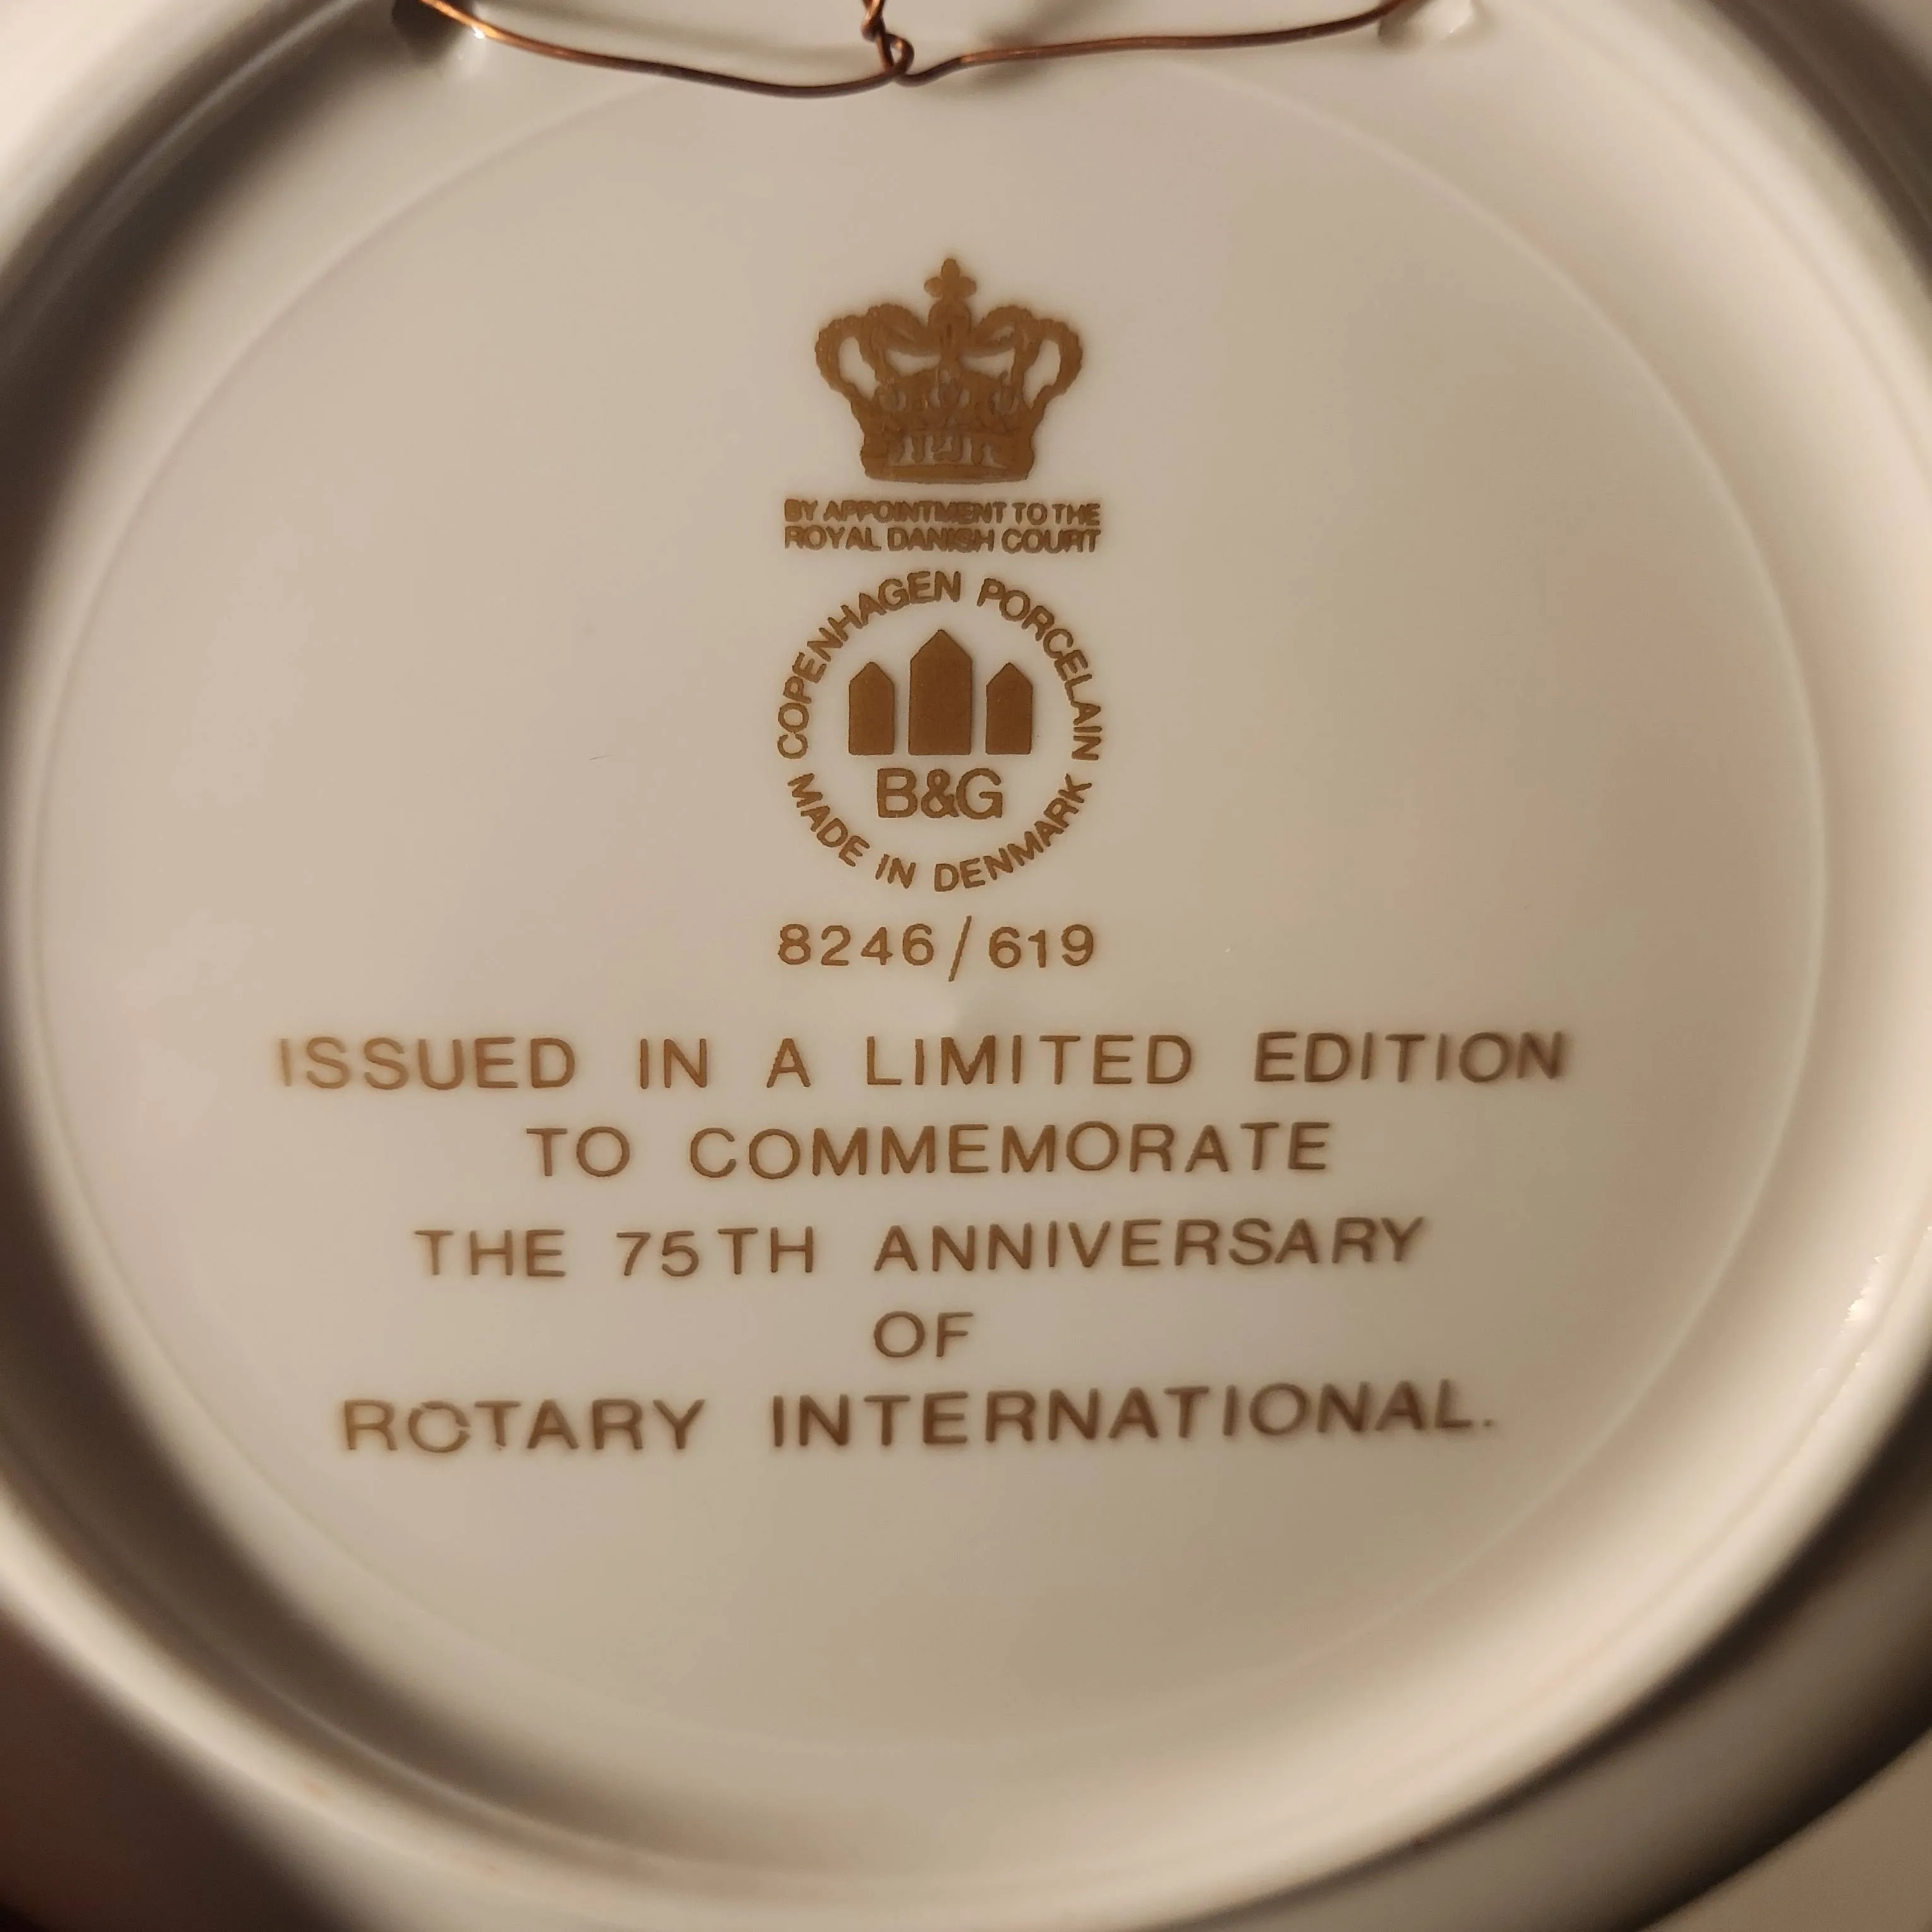 BY APPOINTMENT TO THE
ROYAL DANISH COURT
COPENHAGEN PORCELAIN
B&G
MADE IN DENMARK
8246/619
ISSUED IN A LIMITED EDITION
TO COMMEMORATE
THE 75TH ANNIVERSARY
OF
ROTARY INTERNATIONAL.